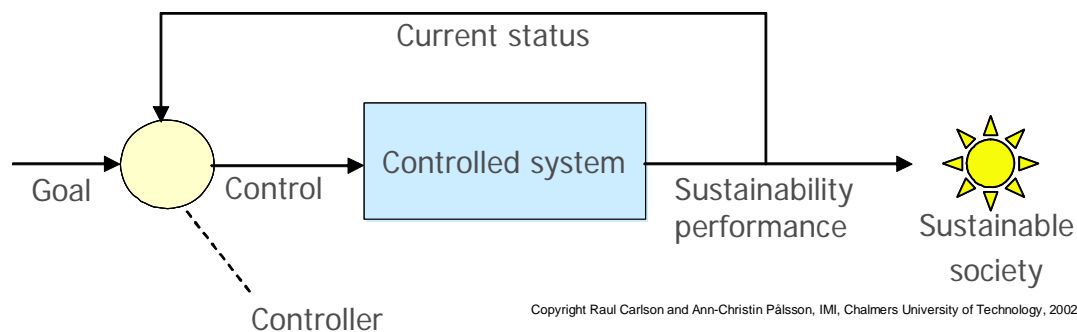 Current status
Goal
Control
Controlled system
Sustainability
performance
Sustainable
society
Controller
Copyright Raul Carlson and Ann-Christin Pålsson, IMI, Chalmers University of Technology, 2002